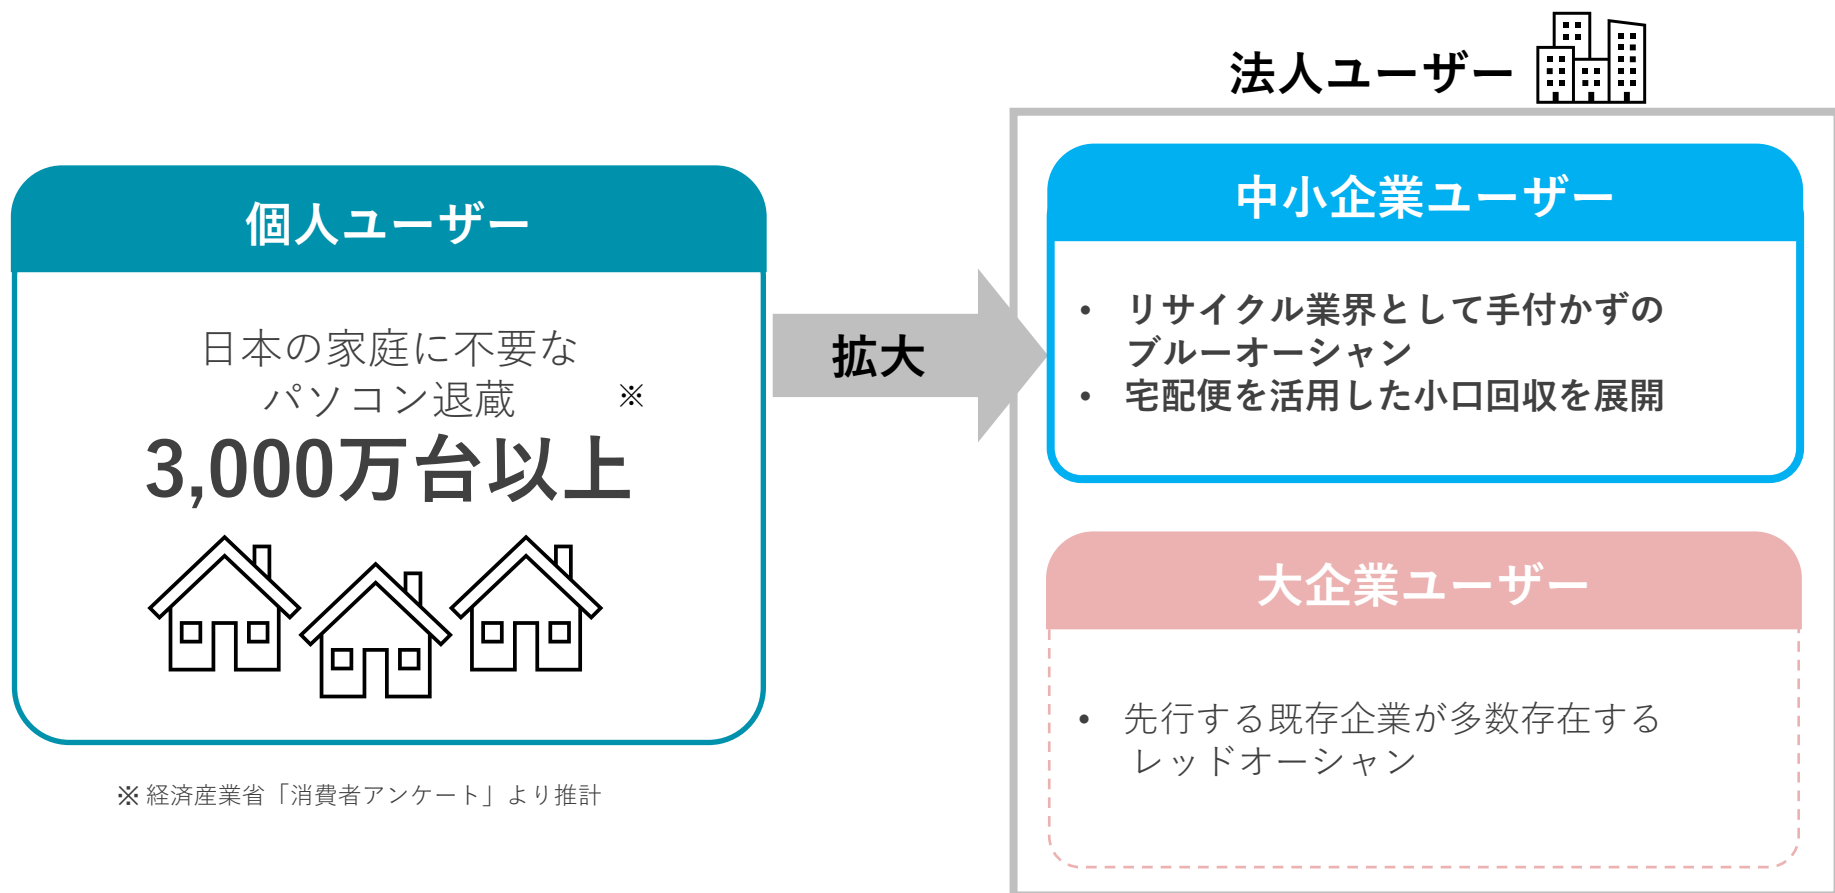 法人ユーザー
個人ユーザー
日本の家庭に不要な
パソコン退蔵 ※
3,000万台以上
※ 経済産業省「消費者アンケート」より推計
拡大
中小企業ユーザー
• リサイクル業界として手付かずの
ブルーオーシャン
• 宅配便を活用した小口回収を展開
大企業ユーザー
• 先行する既存企業が多数存在する
レッドオーシャン